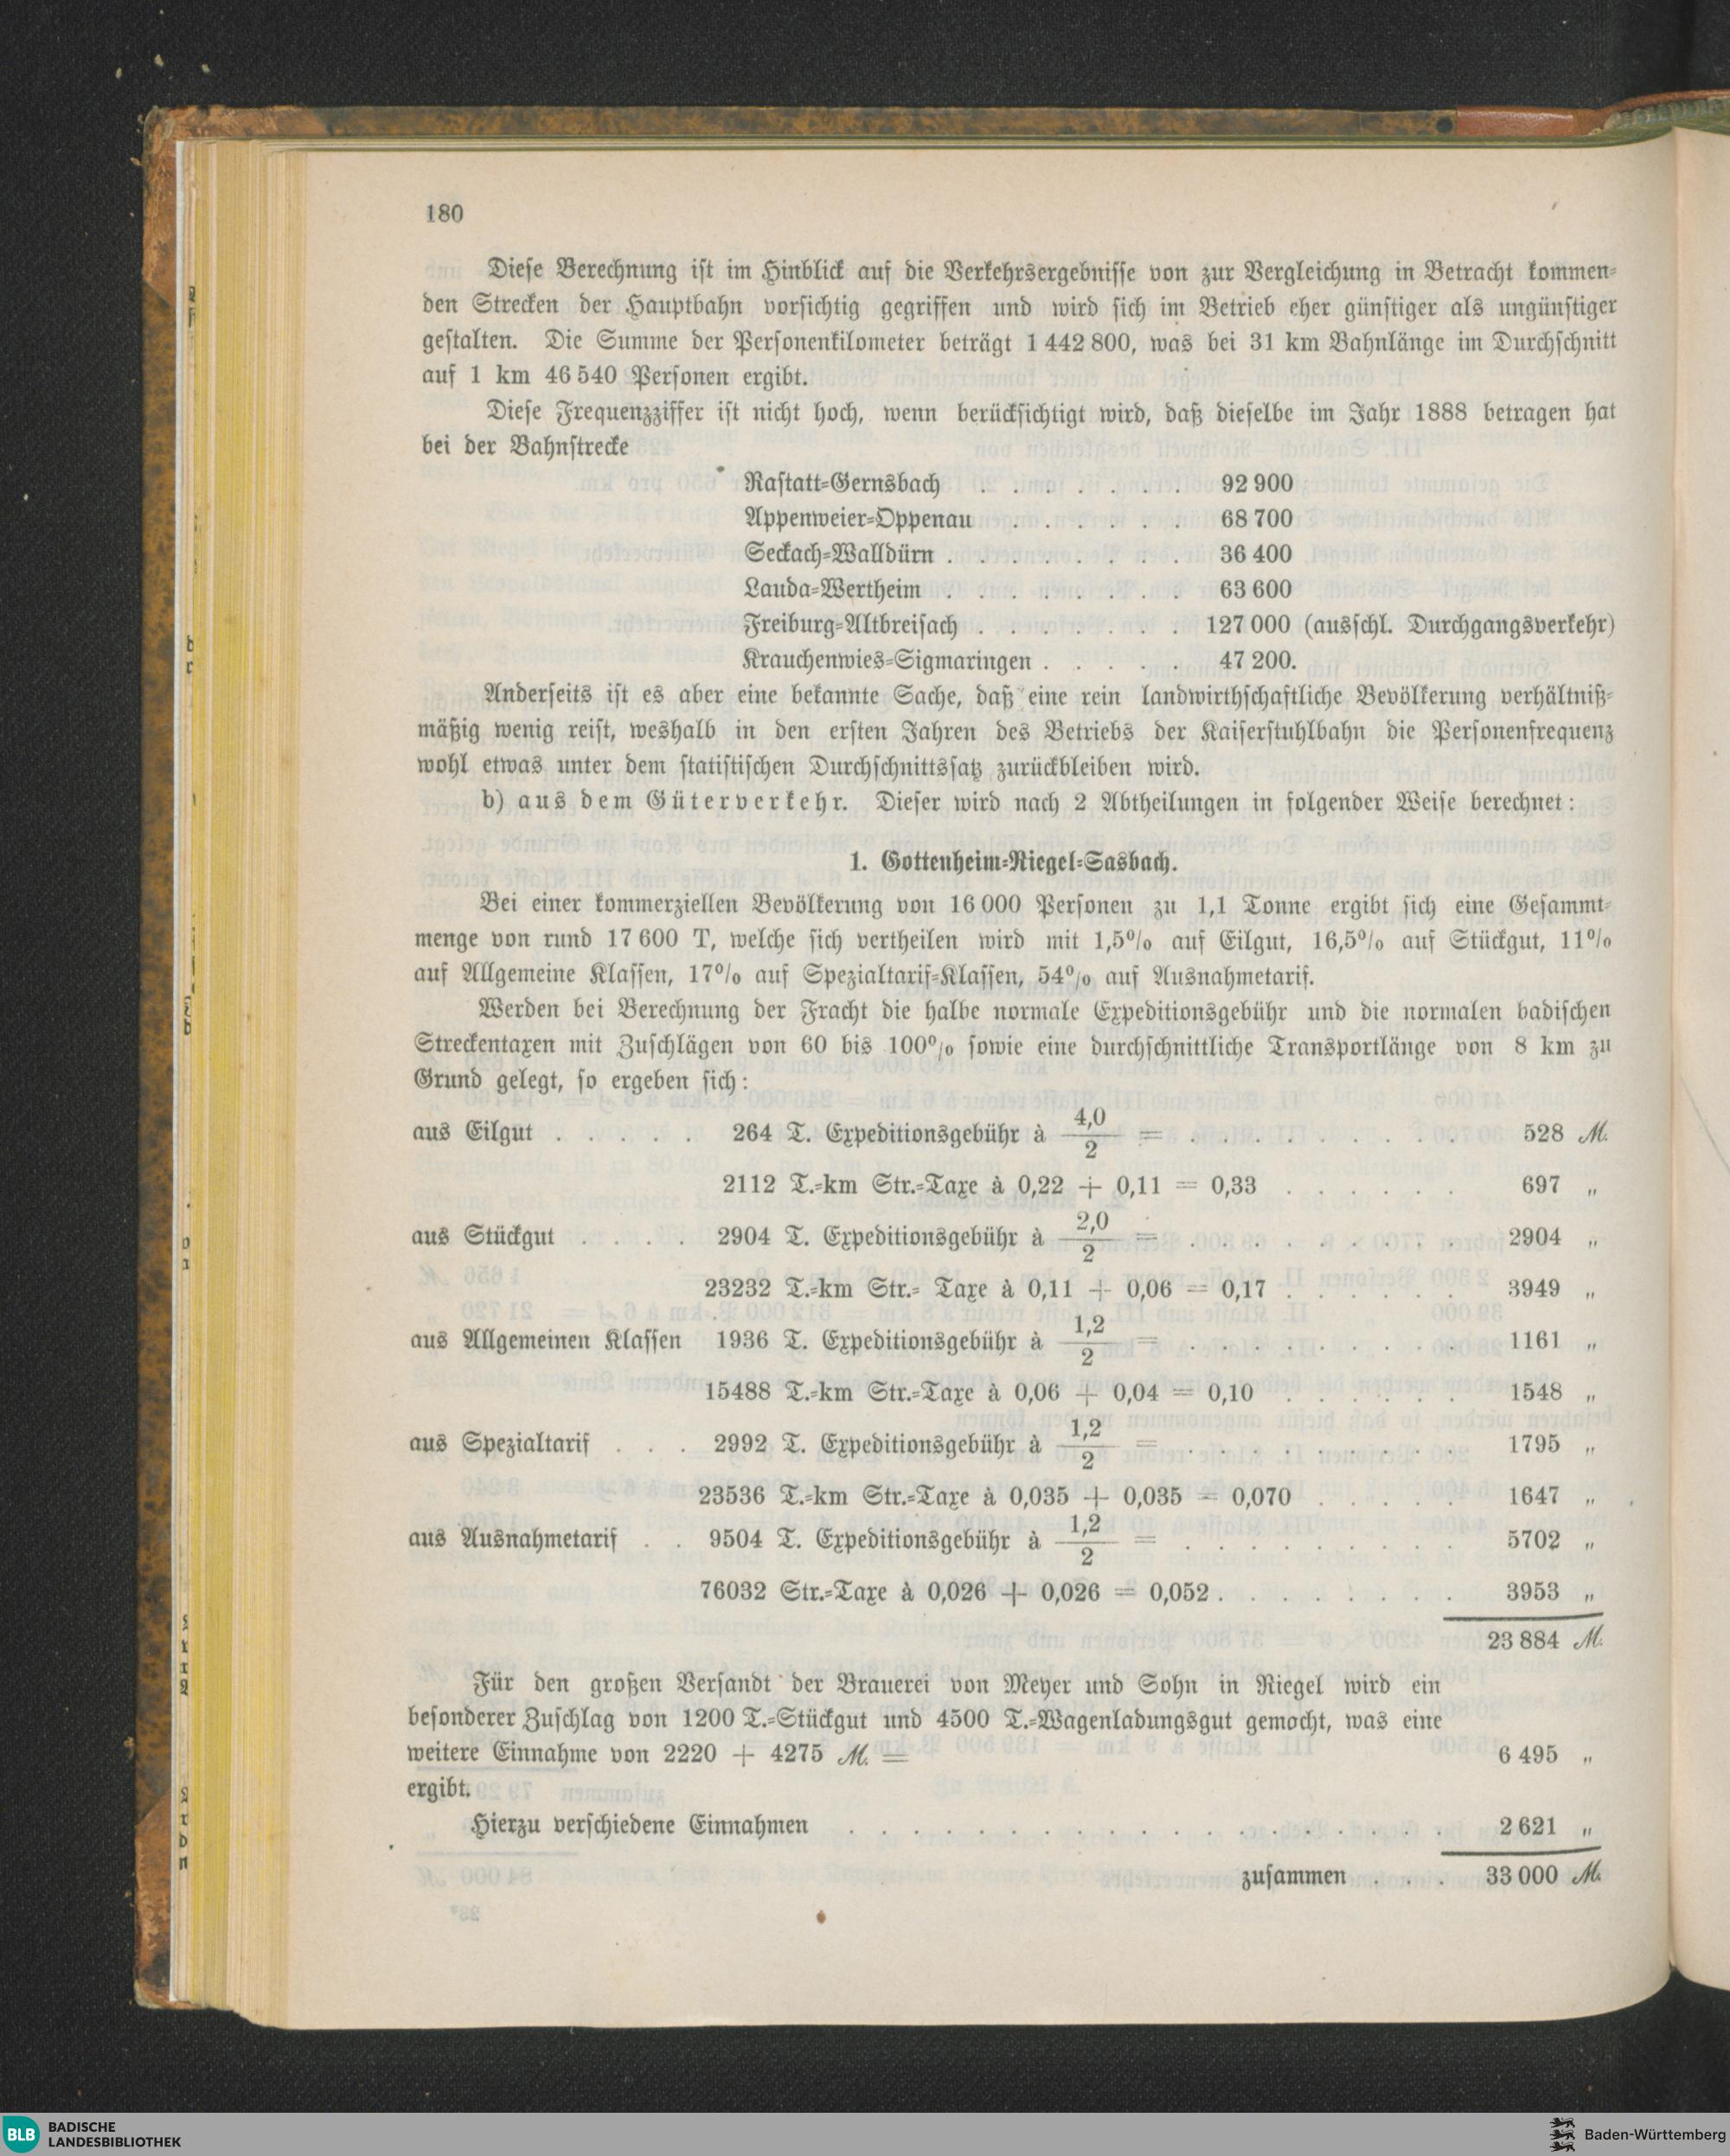 180
Diese Berechnung ist im Hinblick auf die Verkehrsergebnisse von zur Vergleichung in Betracht kommen-
den Strecken der Hauptbahn vorsichtig gegriffen und wird sich im Betrieb eher günstiger als ungünstiger
gestalten. Die Summe der Personenkilometer beträgt 1 442 800, was bei 31 km Bahnlänge im Durchschnitt
auf 1 km 46 540 Personen ergibt.
Diese Frequenzziffer ist nicht hoch, wenn berücksichtigt wird, daß dieselbe im Jahr 1888 betragen hat
bei der Bahnstrecke
Rastatt-Gernsbach . . . . . . . 92 900
Appenweier-Oppenau . . . . . 68 700
Seckach-Walldürn . . . . . . . . 36 400
Lauda-Wertheim . . . . . . . . 63 600
Freiburg-Altbreisach . . . . . . . 127 000 (ausschl. Durchgangsverkehr)
Krauchenwies-Sigmaringen . . . . . 47 200.
Anderseits ist es aber eine bekannte Sache, daß eine rein landwirthschaftliche Bevölkerung verhältniß-
mäßig wenig reist, weshalb in den ersten Jahren des Betriebs der Kaiserstuhlbahn die Personenfrequenz
wohl etwas unter dem statistischen Durchschnittssatz zurückbleiben wird.
b) aus dem Güterverkehr. Dieser wird nach 2 Abtheilungen in folgender Weise berechnet:
1. Gottenheim-Riegel-Sasbach.
Bei einer kommerziellen Bevölkerung von 16 000 Personen zu 1,1 Tonne ergibt sich eine Gesammt-
menge von rund 17 600 T, welche sich vertheilen wird mit 1,5% auf Eilgut, 16,5% auf Stückgut, 11%
auf Allgemeine Klassen, 17% auf Spezialtarif-Klassen, 54% auf Ausnahmetarif.
Werden bei Berechnung der Fracht die halbe normale Expeditionsgebühr und die normalen badischen
Streckentaxen mit Zuschlägen von 60 bis 100% sowie eine durchschnittliche Transportlänge von 8 km zu
Grund gelegt, so ergeben sich:
aus Eilgut . . . . . 264 T. Expeditionsgebühr à 4,0/2 = . . . . . . . . . 528 M.
2112 T.-km Str.-Taxe à 0,22 + 0,11 = 0,33 . . . . . . 697 „
aus Stückgut . . . . 2904 T. Expeditionsgebühr à 2,0/2 = . . . . . . . . . 2904 „
23232 T.-km Str.- Taxe à 0,11 + 0,06 = 0,17 . . . . . . 3949 „
aus Allgemeinen Klassen 1936 T. Expeditionsgebühr à 1,2/2 = . . . . . . . . . 1161 „
15488 T.-km Str.-Taxe à 0,06 + 0,04 = 0,10 . . . . . . 1548 „
aus Spezialtarif . . . 2992 T. Expeditionsgebühr à 1,2/2 = . . . . . . . . . 1795 „
23536 T.-km Str.-Taxe à 0,035 + 0,035 = 0,070 . . . . . 1647 „
aus Ausnahmetarif . . 9504 T. Expeditionsgebühr à 1,2/2 = . . . . . . . . . 5702 „
76032 Str.-Taxe à 0,026 + 0,026 = 0,052 . . . . . . . . 3953 „
23 884 M.
Für den großen Versandt der Brauerei von Meyer und Sohn in Riegel wird ein
besonderer Zuschlag von 1200 T.-Stückgut und 4500 T.-Wagenladungsgut gemocht, was eine
weitere Einnahme von 2220 + 4275 M. = 6 495 „
ergibt.
Hierzu verschiedene Einnahmen . . . . . . . . . . . . . . . . . . . 2 621 „
zusammen . . . 33 000 M.
BLB BADISCHE
LANDESBIBLIOTHEK
Baden-Württemberg